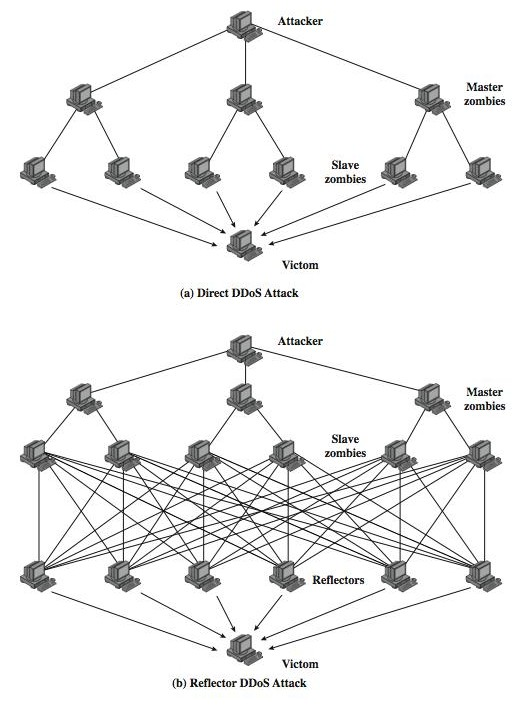 Attacker
Master
zombies
Slave
zombies
Victom
(a) Direct DDoS Attack
Attacker
Master
zombies
Slave
zombies
Reflectors
Victom
(b) Reflector DDoS Attack